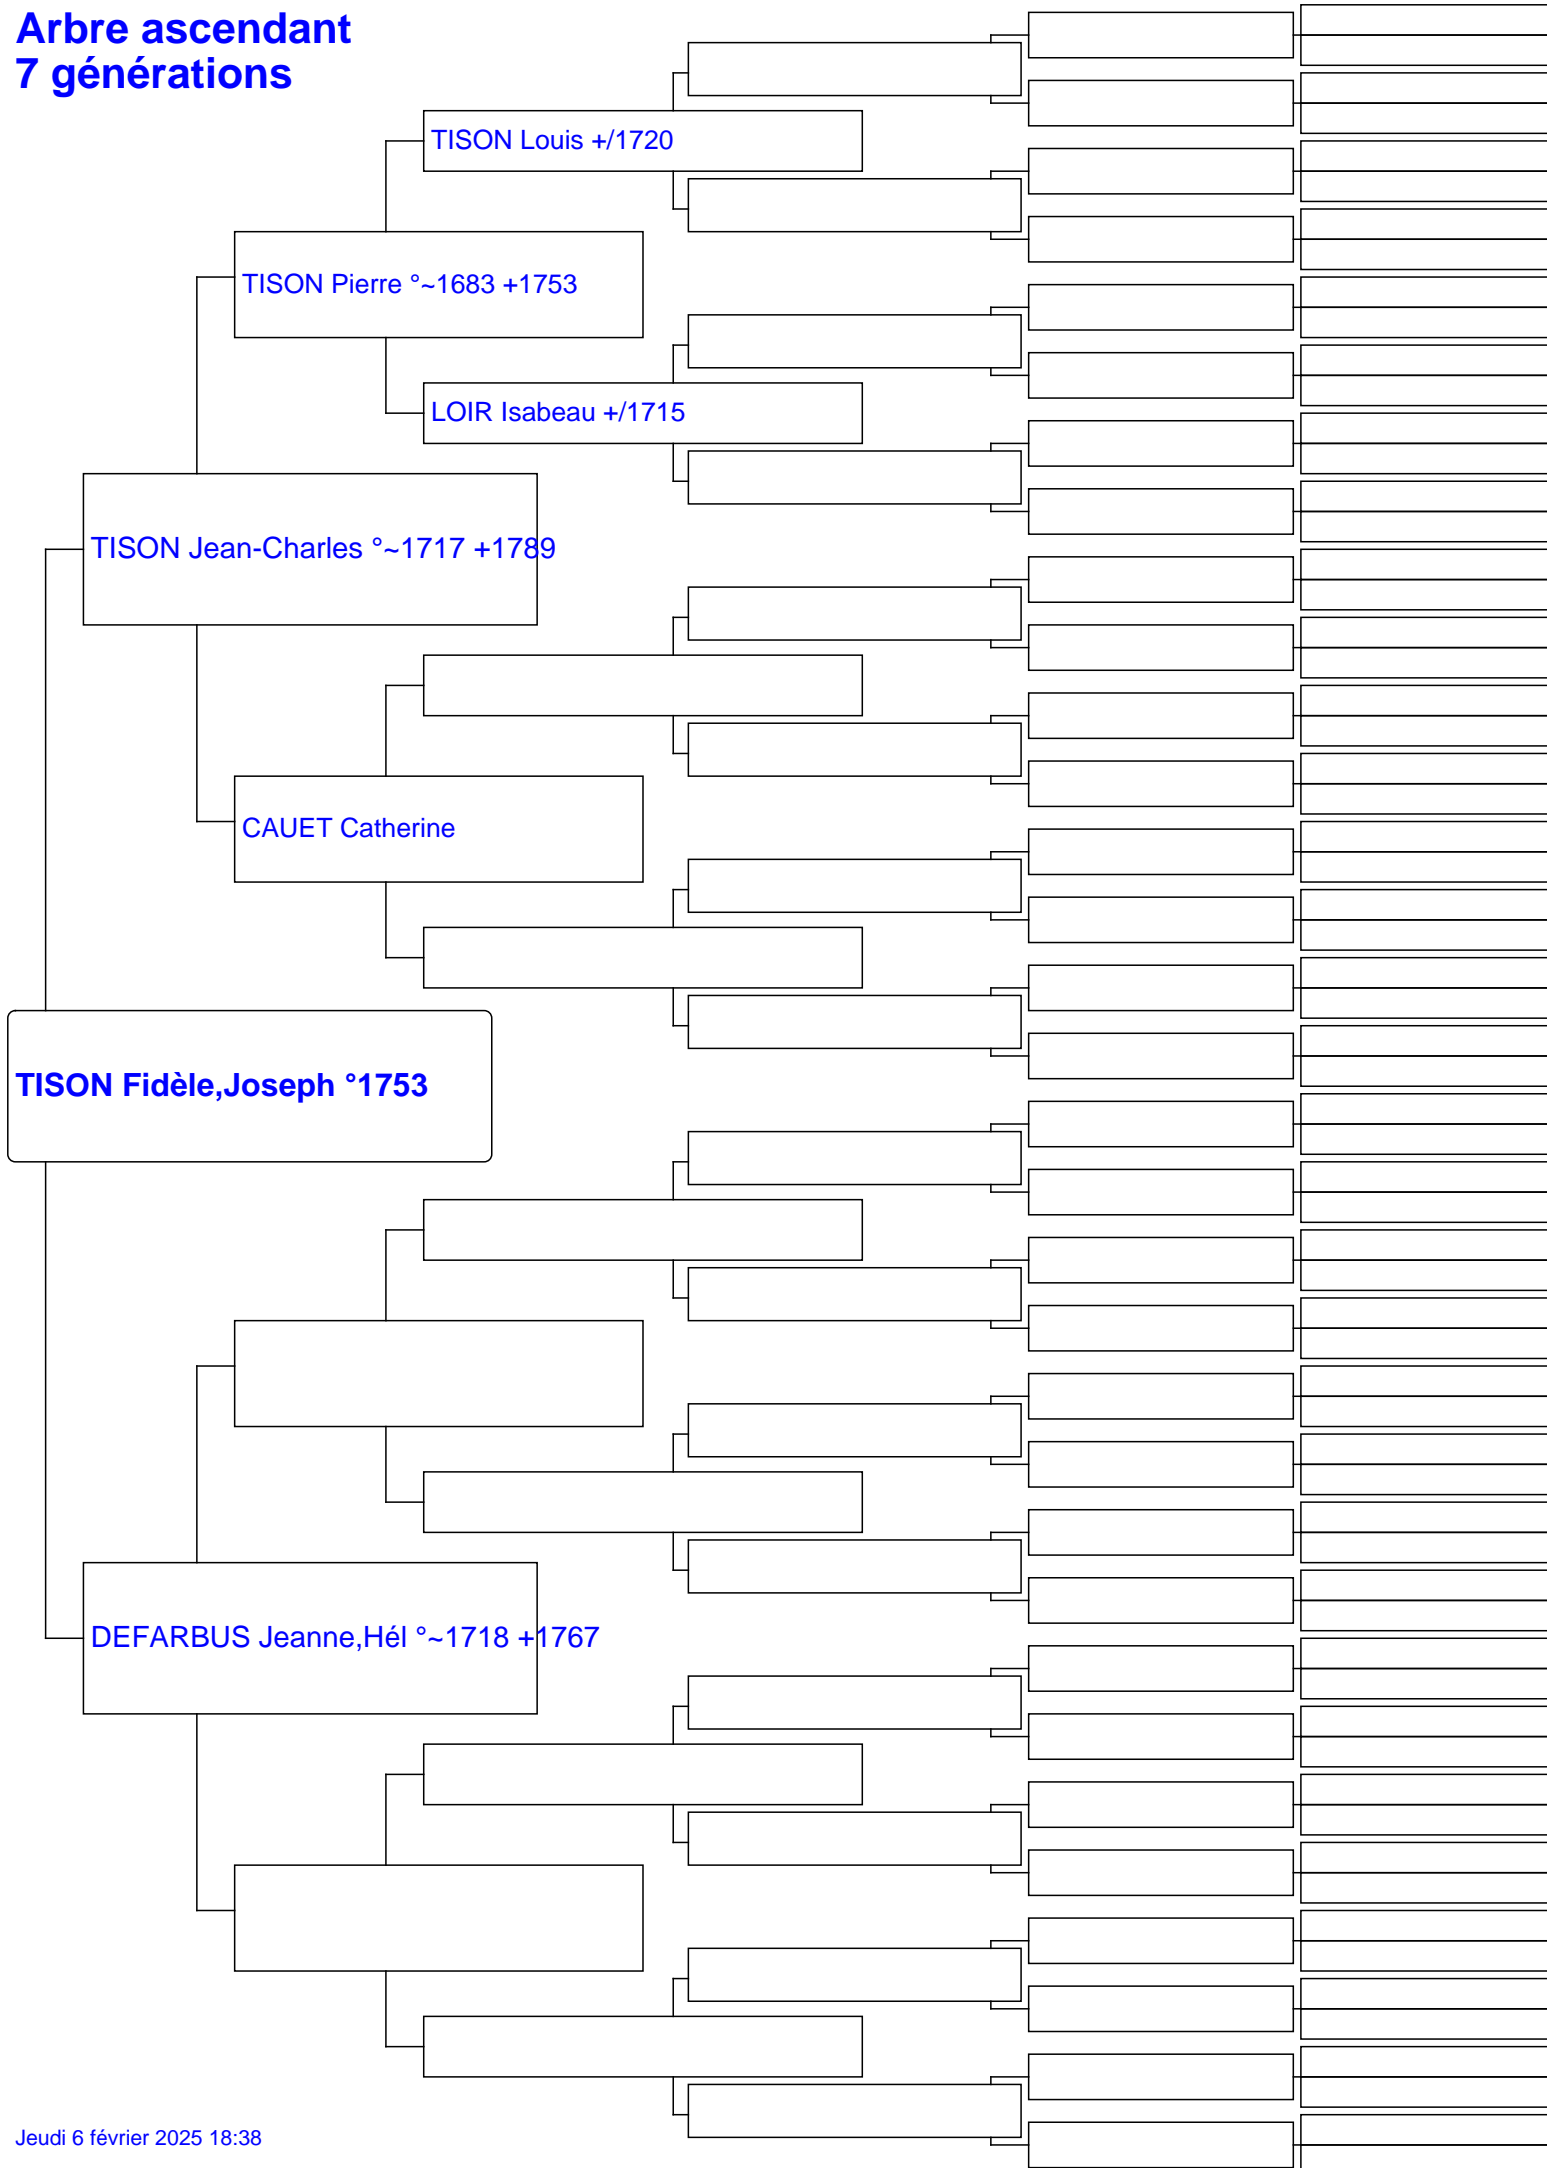 Arbre ascendant
7 générations
TISON Louis +/1720
TISON Pierre °~1683 +1753
LOIR Isabeau +/1715
TISON Jean-Charles °~1717 +1789
CAUET Catherine
TISON Fidèle,Joseph °1753
DEFARBUS Jeanne,Hél °~1718 +1767
Jeudi 6 février 2025 18:38